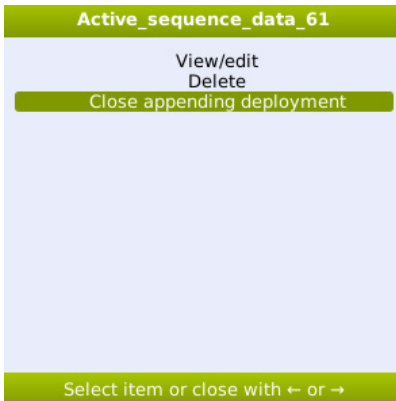 Active_sequence_data_61
View/edit
Delete
Close appending deployment
Select item or close with ← or →